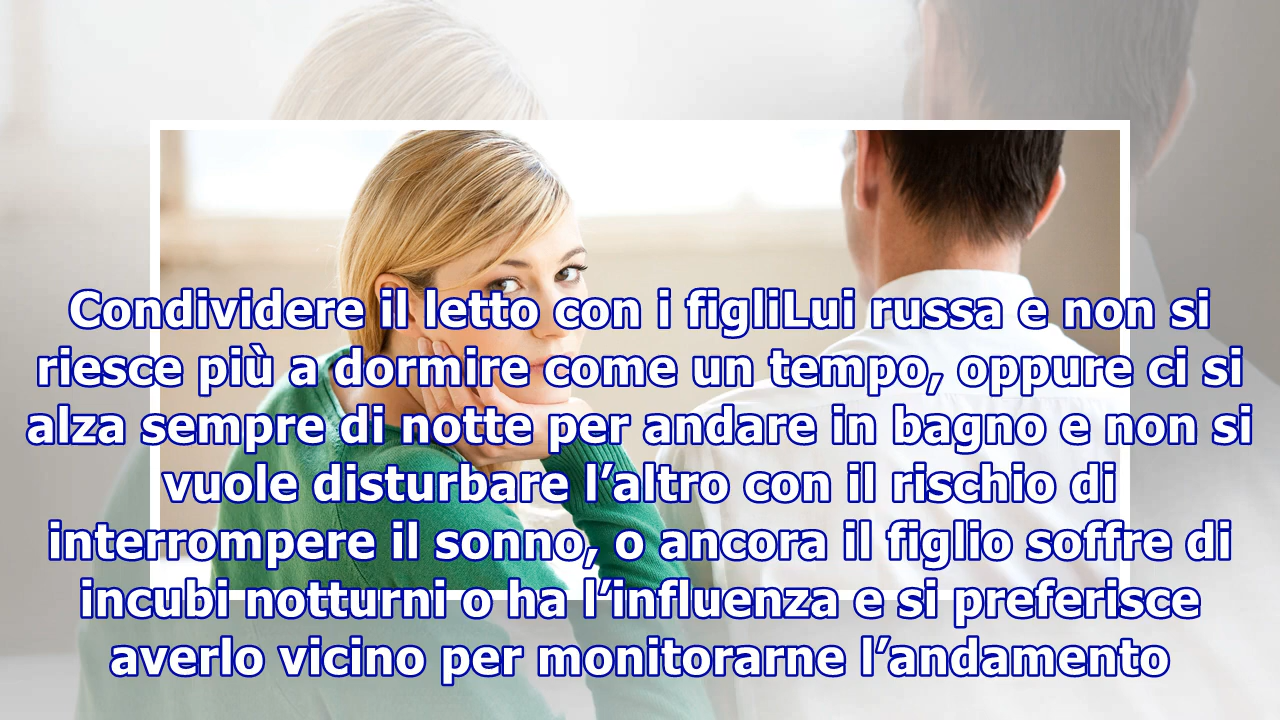 Condividere il letto con i figliLui russa e non si
riesce più a dormire come un tempo, oppure ci si
alza sempre di notte per andare in bagno e non si
vuole disturbare l’altro con il rischio di
interrompere il sonno, o ancora il figlio soffre di
incubi notturni o ha l’influenza e si preferisce
averlo vicino per monitorarne l’andamento